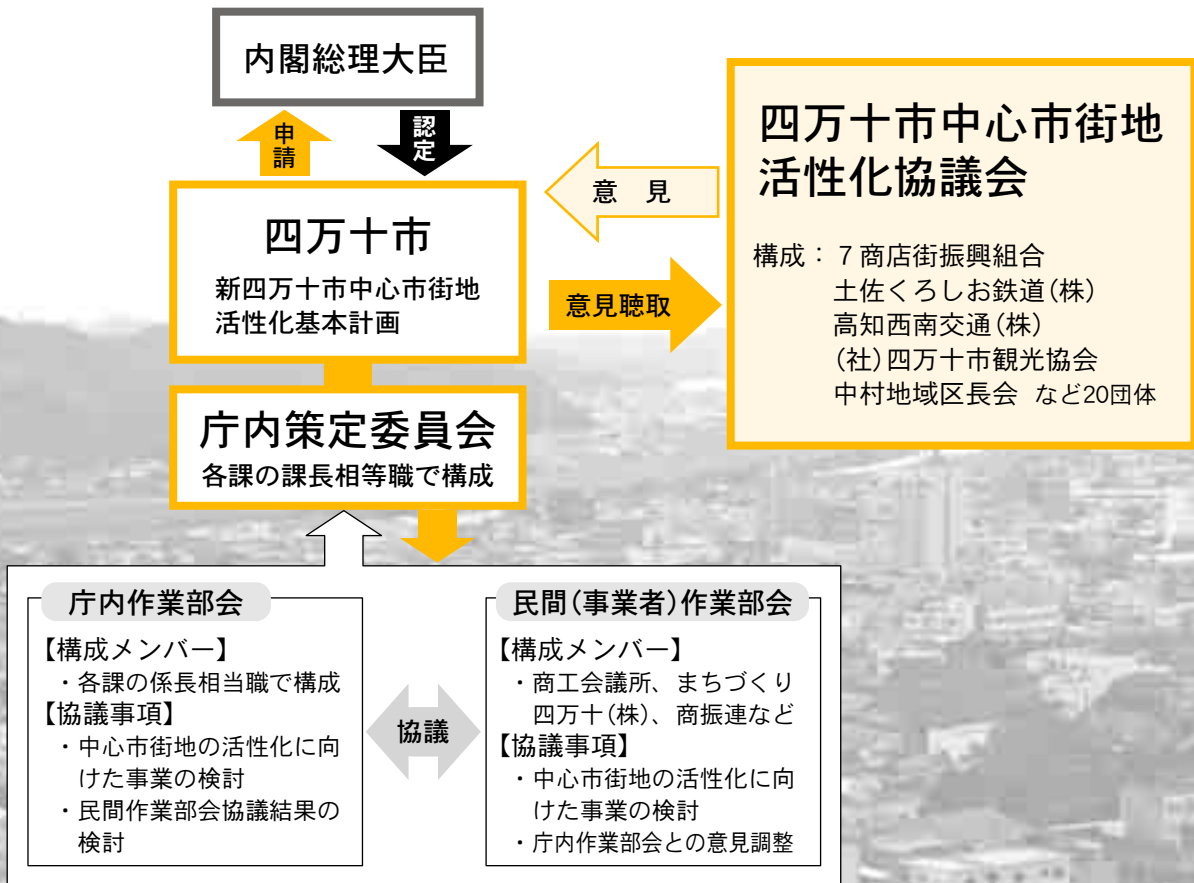 内閣総理大臣
申請
認定
四万十市
新四万十市中心市街地
活性化基本計画
意　見
意見聴取
四万十市中心市街地
活性化協議会
構成：７商店街振興組合
土佐くろしお鉄道(株)
高知西南交通(株)
(社)四万十市観光協会
中村地域区長会 など20団体
庁内策定委員会
各課の課長相等職で構成
庁内作業部会
【構成メンバー】
・各課の係長相当職で構成
【協議事項】
・中心市街地の活性化に向
けた事業の検討
・民間作業部会協議結果の
検討
協議
民間(事業者)作業部会
【構成メンバー】
・商工会議所、まちづくり
四万十(株)、商振連など
【協議事項】
・中心市街地の活性化に向
けた事業の検討
・庁内作業部会との意見調整